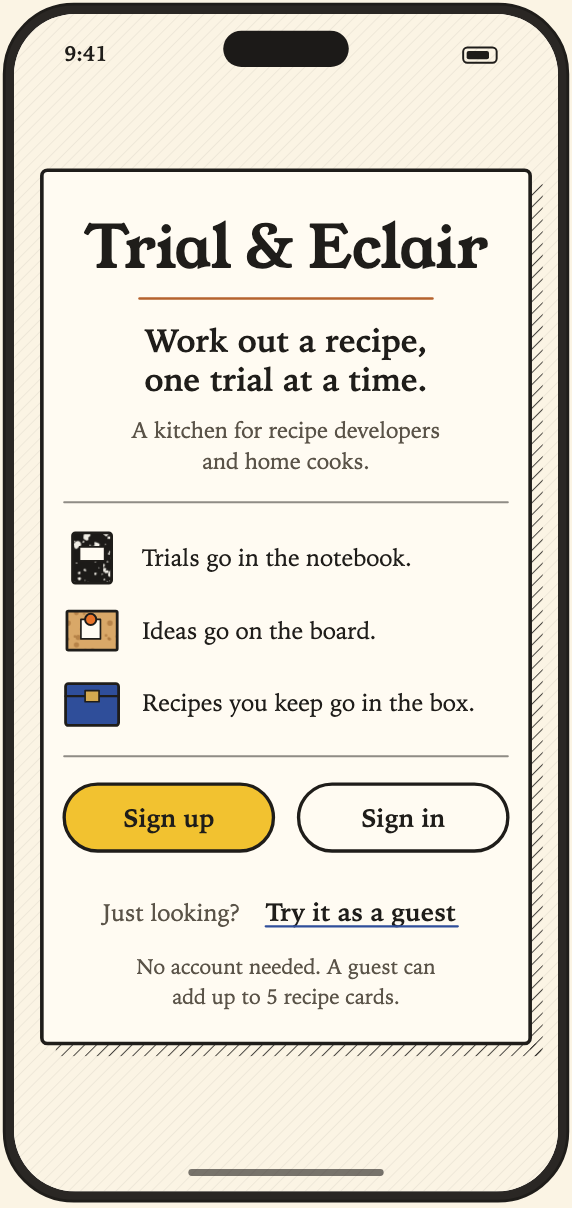 9:41
Trial & Eclair
Work out a recipe,
one trial at a time.
A kitchen for recipe developers
and home cooks.
Trials go in the notebook.
Ideas go on the board.
Recipes you keep go in the box.
Sign up
Sign in
Just looking? Try it as a guest
No account needed. A guest can
add up to 5 recipe cards.